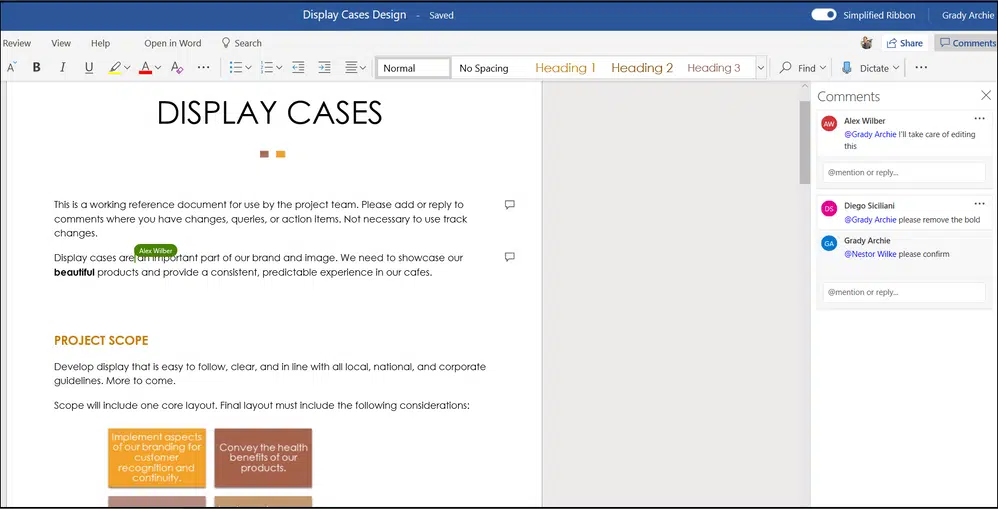 Display Cases Design - Saved
Simplified Ribbon
Grady Archie
Review View Help Open in Word Search
Share
Comments
A B I U A A
Normal No Spacing Heading 1 Heading 2 Heading 3
Find Dictate
DISPLAY CASES
This is a working reference document for use by the project team. Please add or reply to
comments where you have changes, queries, or action items. Not necessary to use track
changes.
Alex Wilber
Display cases are an important part of our brand and image. We need to showcase our
beautiful products and provide a consistent, predictable experience in our cafes.
PROJECT SCOPE
Develop display that is easy to follow, clear, and in line with all local, national, and corporate
guidelines. More to come.
Scope will include one core layout. Final layout must include the following considerations:
Implement aspects
of our branding for
customer
recognition and
continuity.
Convey the health
benefits of our
products.
Comments
AW
Alex Wilber
@Grady Archie I'll take care of editing
this
@mention or reply...
DS
Diego Siciliani
@Grady Archie please remove the bold
GA
Grady Archie
@Nestor Wilke please confirm
@mention or reply...